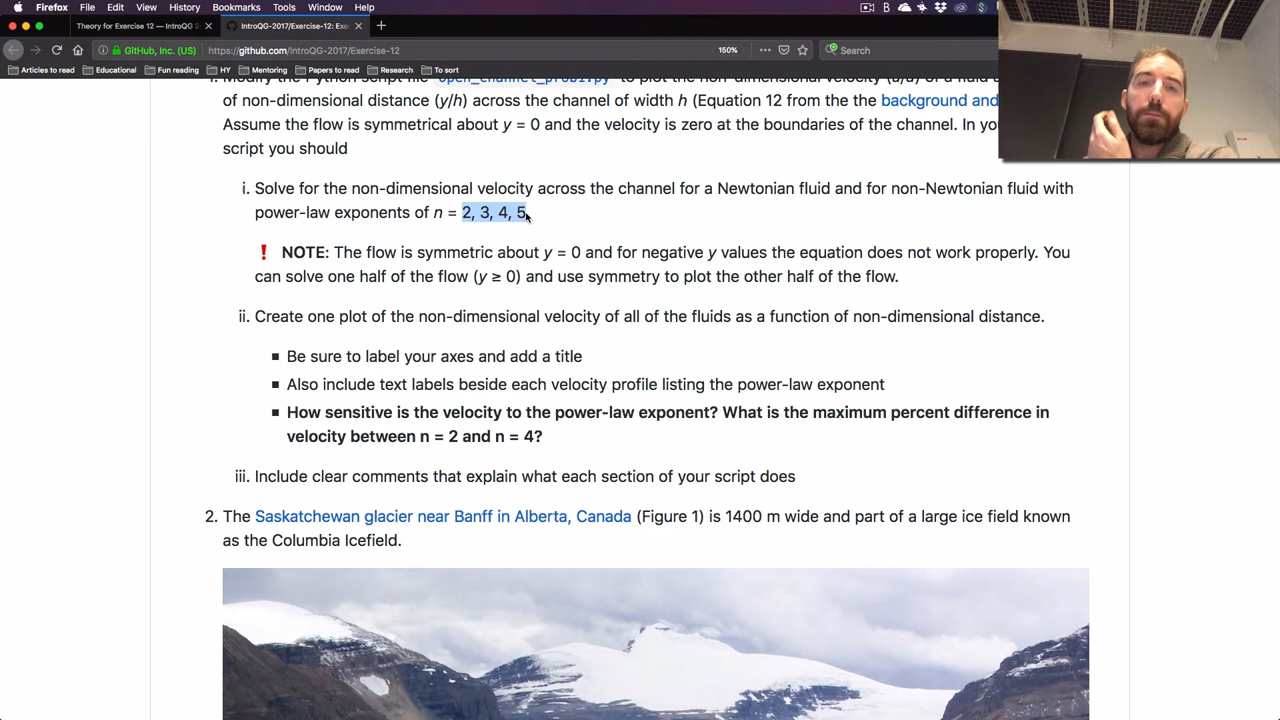 Firefox File Edit View History Bookmarks Tools Window Help
Theory for Exercise 12 — IntroQG 2 × IntroQG-2017/Exercise-12: Exe × +
GitHub, Inc. (US) https://github.com/IntroQG-2017/Exercise-12 150% Search
Articles to read Educational Fun reading HY Mentoring Papers to read Research To sort
of non-dimensional distance (y/h) across the channel of width h (Equation 12 from the the background and
Assume the flow is symmetrical about y = 0 and the velocity is zero at the boundaries of the channel. In
script you should
i. Solve for the non-dimensional velocity across the channel for a Newtonian fluid and for non-Newtonian fluid with
power-law exponents of n = 2, 3, 4, 5
❗ NOTE: The flow is symmetric about y = 0 and for negative y values the equation does not work properly. You
can solve one half of the flow (y ≥ 0) and use symmetry to plot the other half of the flow.
ii. Create one plot of the non-dimensional velocity of all of the fluids as a function of non-dimensional distance.
▪ Be sure to label your axes and add a title
▪ Also include text labels beside each velocity profile listing the power-law exponent
▪ How sensitive is the velocity to the power-law exponent? What is the maximum percent difference in
velocity between n = 2 and n = 4?
iii. Include clear comments that explain what each section of your script does
2. The Saskatchewan glacier near Banff in Alberta, Canada (Figure 1) is 1400 m wide and part of a large ice field known
as the Columbia Icefield.